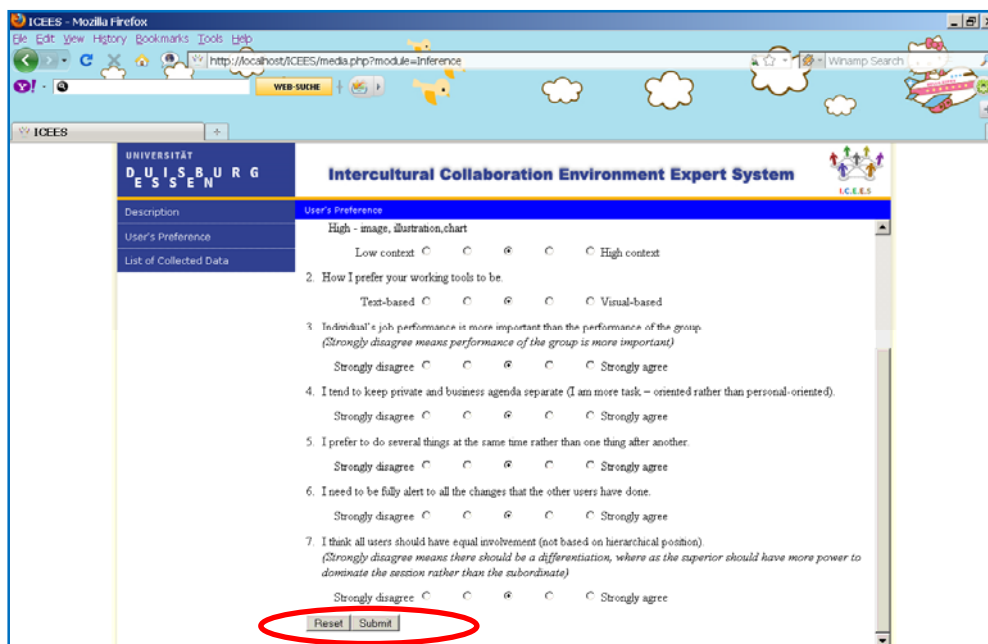 ICEES - Mozilla Firefox
File Edit View History Bookmarks Tools Help
http://localhost/ICEES/media.php?module=Inference
Winamp Search
WEB-SUCHE
ICEES
UNIVERSITÄT
DUISBURG
ESSEN
Intercultural Collaboration Environment Expert System
I.C.E.E.S
Description
User's Preference
List of Collected Data
User's Preference
High - image, illustration,chart
Low context High context
2. How I prefer your working tools to be.
Text-based Visual-based
3. Individual's job performance is more important than the performance of the group.
(Strongly disagree means performance of the group is more important)
Strongly disagree Strongly agree
4. I tend to keep private and business agenda separate (I am more task – oriented rather than personal-oriented).
Strongly disagree Strongly agree
5. I prefer to do several things at the same time rather than one thing after another.
Strongly disagree Strongly agree
6. I need to be fully alert to all the changes that the other users have done.
Strongly disagree Strongly agree
7. I think all users should have equal involvement (not based on hierarchical position).
(Strongly disagree means there should be a differentiation, where as the superior should have more power to
dominate the session rather than the subordinate)
Strongly disagree Strongly agree
Reset Submit